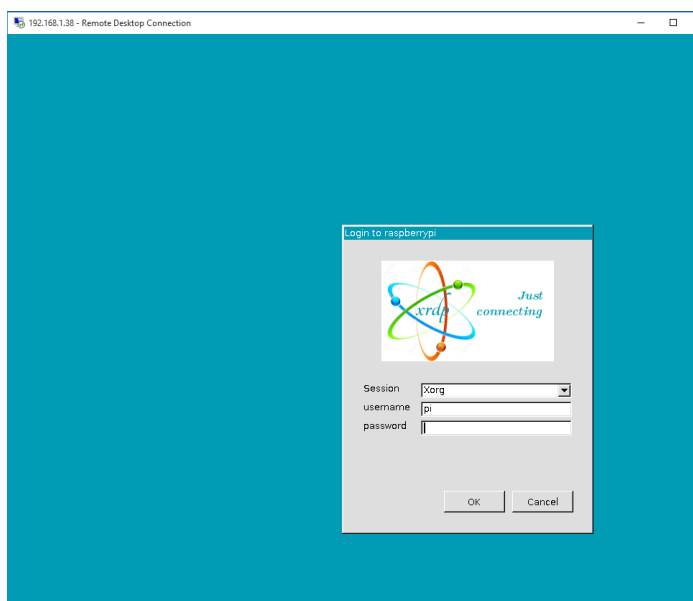 192.168.1.38 - Remote Desktop Connection
Login to raspberrypi
xrdp
Just
connecting
Session Xorg
username pi
password
OK Cancel